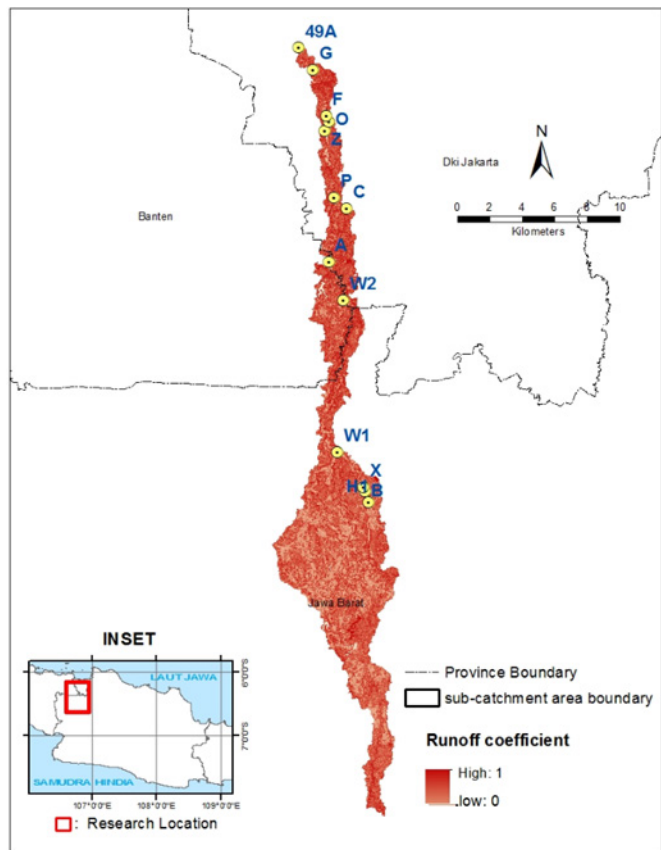 49A
G
F
O
Z
P
C
A
W2
W1
X
H1
B
Banten
Dki Jakarta
N
0 2 4 6 8 10
Kilometers
Jawa Barat
INSET
LAUT JAWA
SAMUDRA HINDIA
6°0'0"S
7°0'0"S
107°0'0"E 108°0'0"E 109°0'0"E
: Research Location
Province Boundary
sub-catchment area boundary
Runoff coefficient
High: 1
low: 0